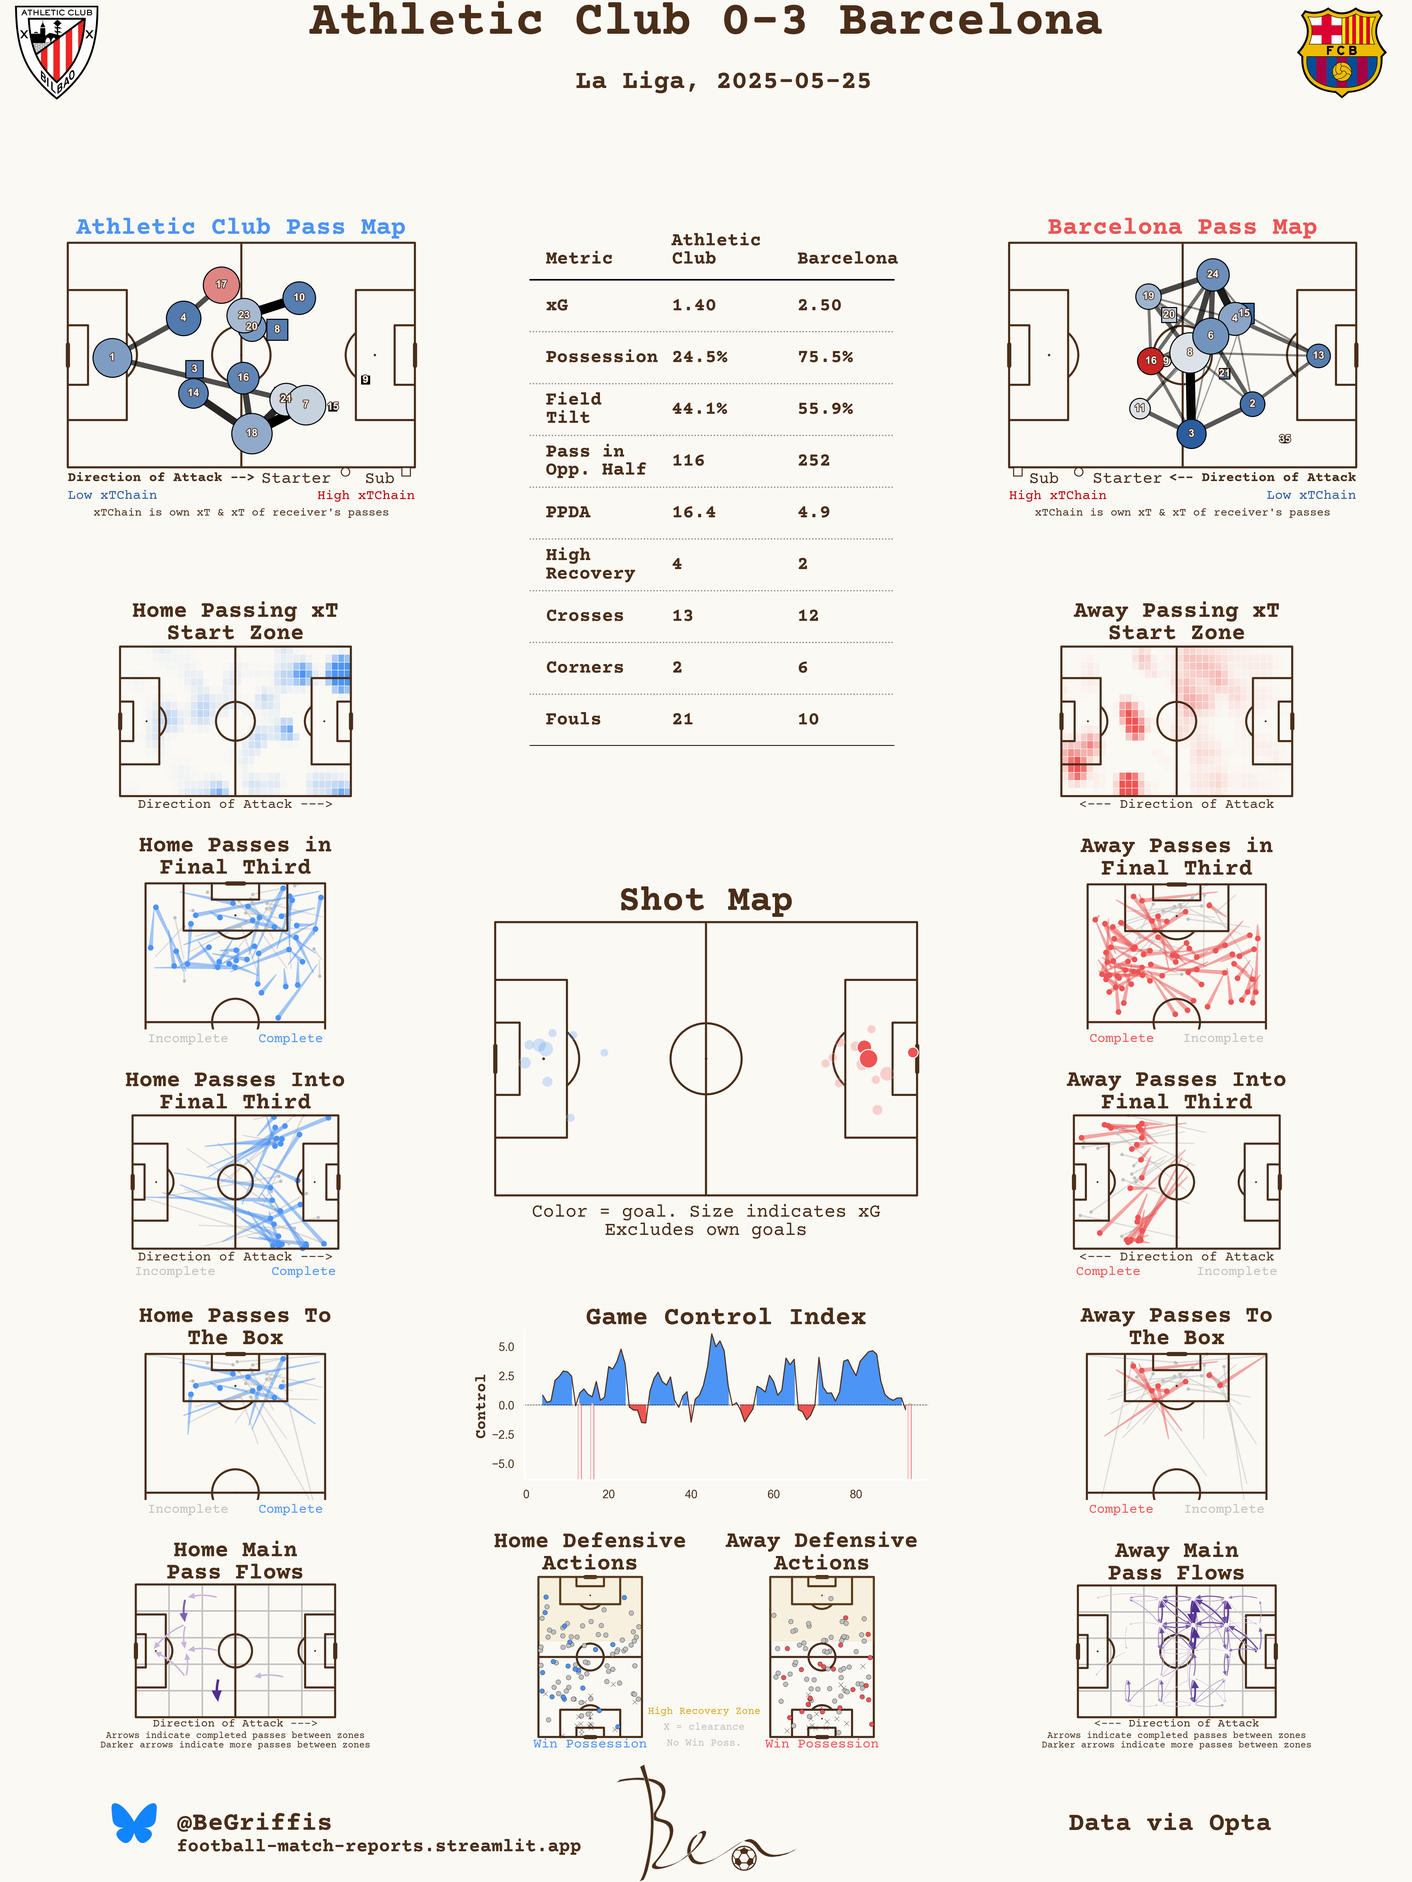 ATHLETIC CLUB
BILBAO
FCB
Athletic Club 0-3 Barcelona
La Liga, 2025-05-25
Athletic Club Pass Map
17
10
4
23
20
8
1
3
16
14
21
7
15
9
18
Direction of Attack --> Starter Sub
Low xTChain High xTChain
xTChain is own xT & xT of receiver's passes
Metric Athletic Club Barcelona
xG 1.40 2.50
Possession 24.5% 75.5%
Field Tilt 44.1% 55.9%
Pass in Opp. Half 116 252
PPDA 16.4 4.9
High Recovery 4 2
Crosses 13 12
Corners 2 6
Fouls 21 10
Barcelona Pass Map
24
19
20
4
15
6
8
16
9
13
21
11
2
3
35
Sub Starter <-- Direction of Attack
High xTChain Low xTChain
xTChain is own xT & xT of receiver's passes
Home Passing xT
Start Zone
Direction of Attack --->
Away Passing xT
Start Zone
<--- Direction of Attack
Home Passes in
Final Third
Incomplete Complete
Away Passes in
Final Third
Complete Incomplete
Shot Map
Color = goal. Size indicates xG
Excludes own goals
Home Passes Into
Final Third
Direction of Attack --->
Incomplete Complete
Away Passes Into
Final Third
<--- Direction of Attack
Complete Incomplete
Home Passes To
The Box
Incomplete Complete
Game Control Index
Control
5.0
2.5
0.0
−2.5
−5.0
0 20 40 60 80
Away Passes To
The Box
Complete Incomplete
Home Main
Pass Flows
Direction of Attack --->
Arrows indicate completed passes between zones
Darker arrows indicate more passes between zones
Home Defensive
Actions
Win Possession
High Recovery Zone
X = clearance
No Win Poss.
Away Defensive
Actions
Win Possession
Away Main
Pass Flows
<--- Direction of Attack
Arrows indicate completed passes between zones
Darker arrows indicate more passes between zones
@BeGriffis
football-match-reports.streamlit.app
Ben
Data via Opta